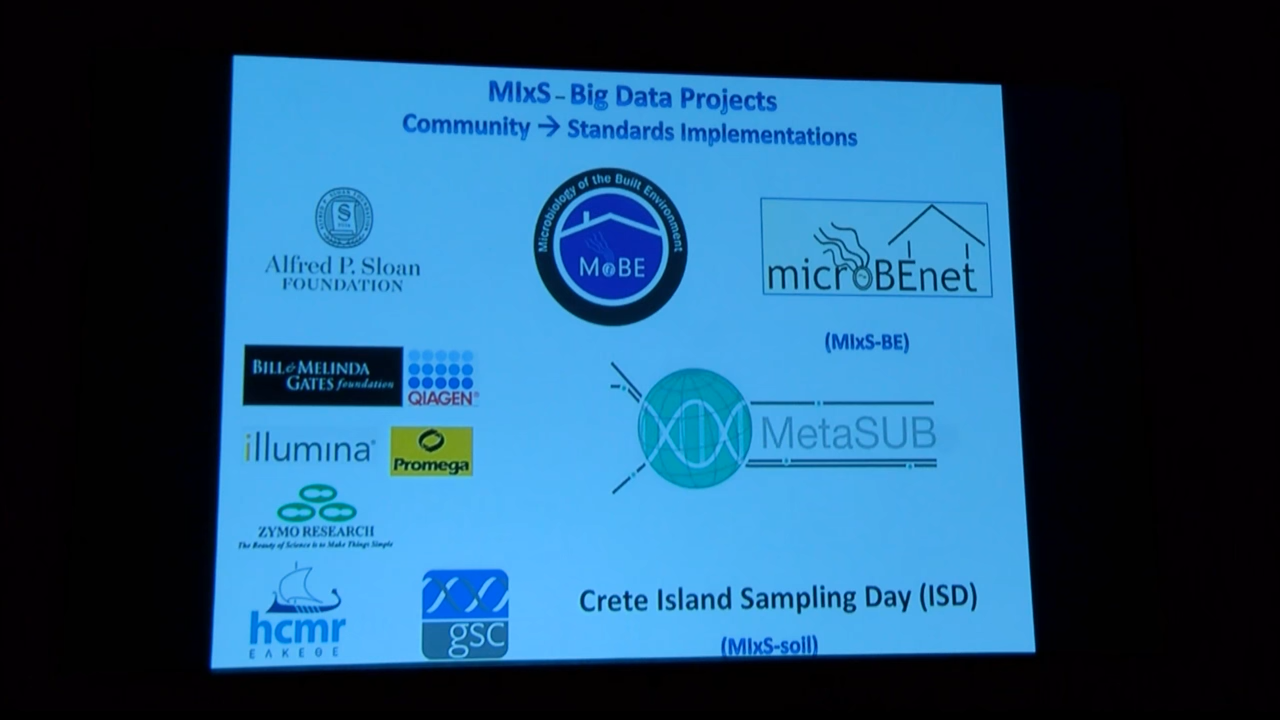 MIxS – Big Data Projects
Community → Standards Implementations
Alfred P. Sloan
FOUNDATION
Microbiology of the Built Environment
MoBE
microBEnet
(MIxS-BE)
BILL & MELINDA
GATES foundation
QIAGEN®
illumina®
Promega
MetaSUB
ZYMO RESEARCH
The Beauty of Science is to Make Things Simple
hcmr
ΕΛΚΕΘΕ
gsc
Crete Island Sampling Day (ISD)
(MIxS-soil)